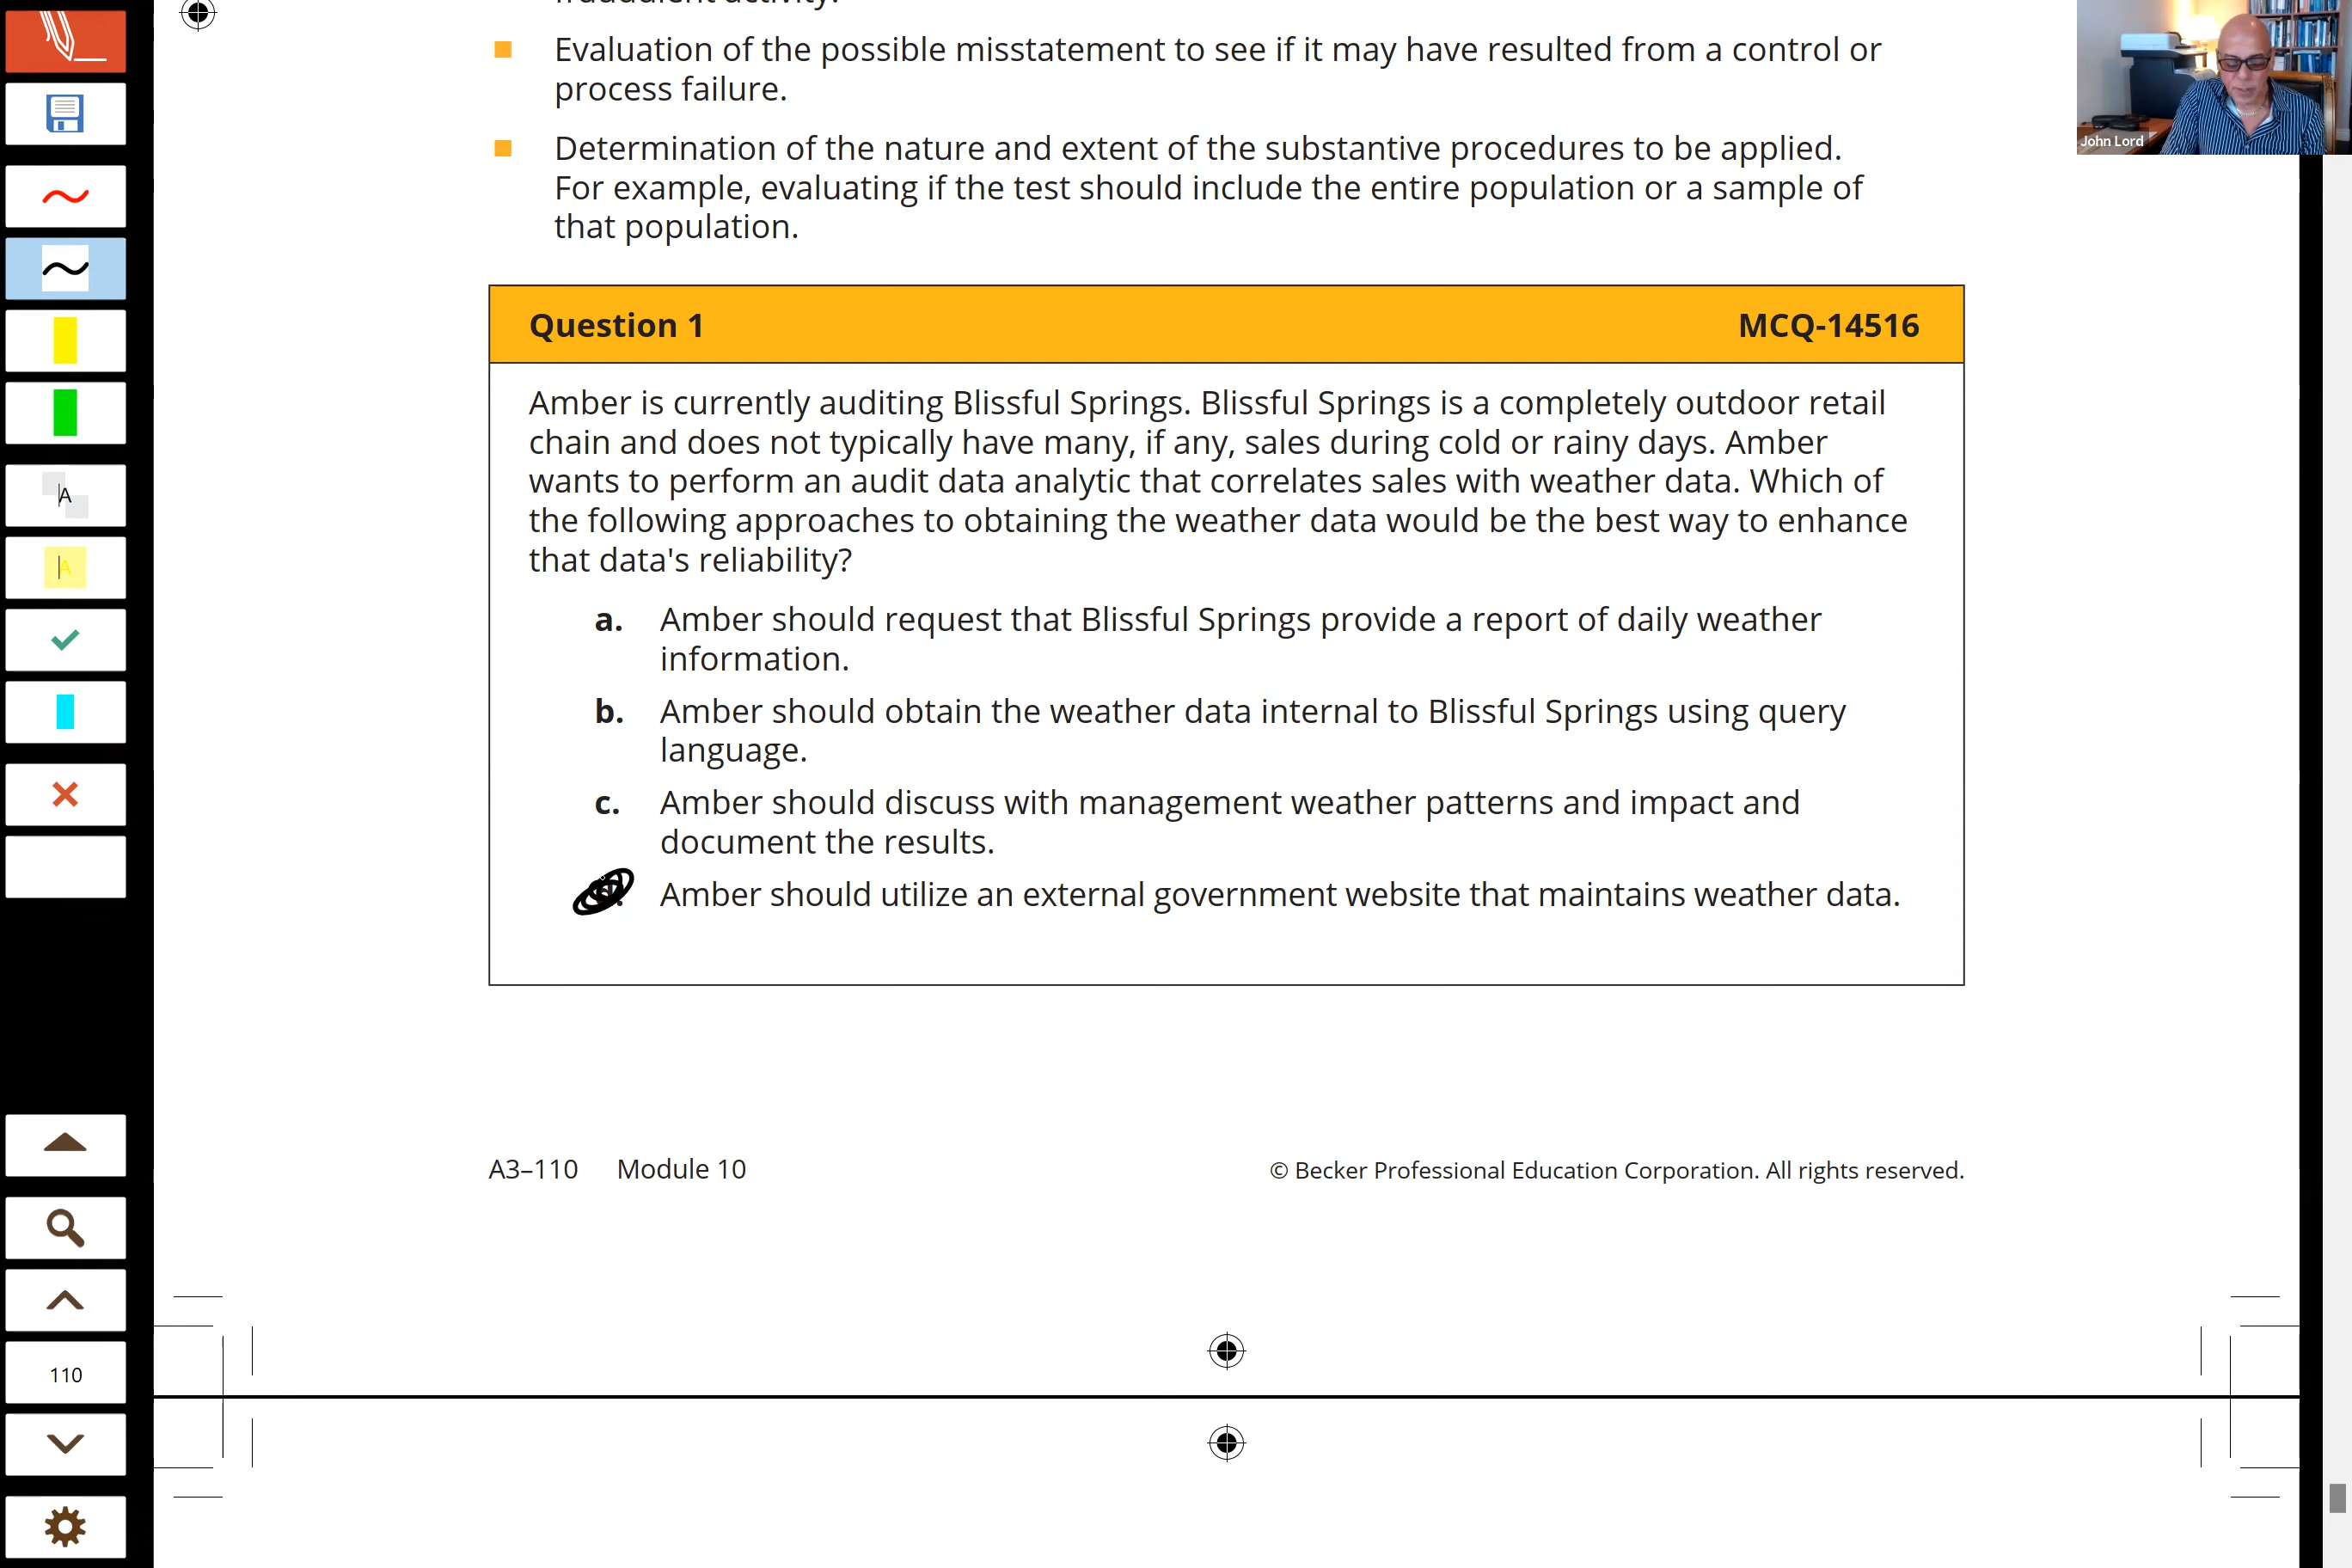 Evaluation of the possible misstatement to see if it may have resulted from a control or
process failure.
Determination of the nature and extent of the substantive procedures to be applied.
For example, evaluating if the test should include the entire population or a sample of
that population.
John Lord
Question 1 MCQ-14516
Amber is currently auditing Blissful Springs. Blissful Springs is a completely outdoor retail
chain and does not typically have many, if any, sales during cold or rainy days. Amber
wants to perform an audit data analytic that correlates sales with weather data. Which of
the following approaches to obtaining the weather data would be the best way to enhance
that data's reliability?
a. Amber should request that Blissful Springs provide a report of daily weather
information.
b. Amber should obtain the weather data internal to Blissful Springs using query
language.
c. Amber should discuss with management weather patterns and impact and
document the results.
Amber should utilize an external government website that maintains weather data.
A3–110 Module 10 © Becker Professional Education Corporation. All rights reserved.
A
A
110